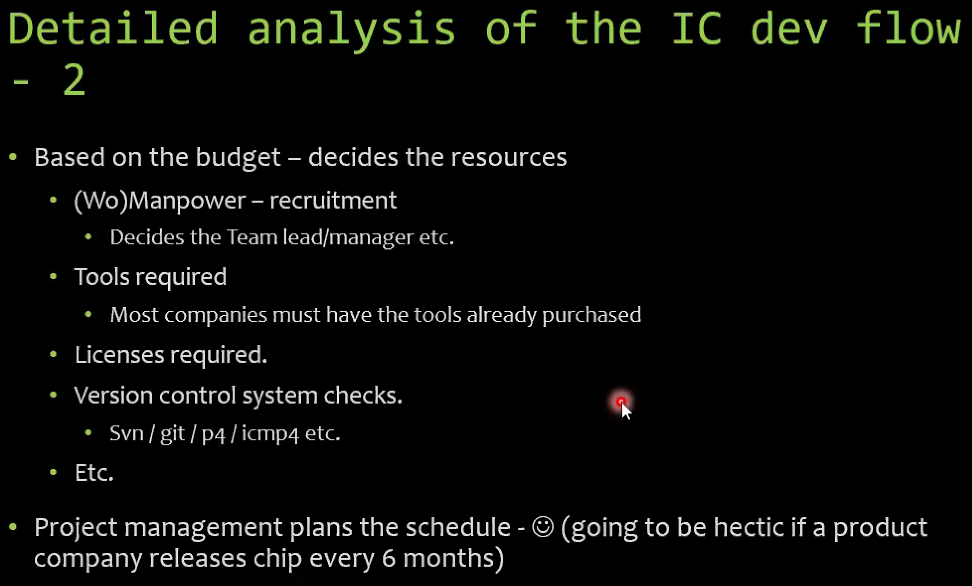 Detailed analysis of the IC dev flow
- 2
• Based on the budget – decides the resources
• (Wo)Manpower – recruitment
• Decides the Team lead/manager etc.
• Tools required
• Most companies must have the tools already purchased
• Licenses required.
• Version control system checks.
• Svn / git / p4 / icmp4 etc.
• Etc.
• Project management plans the schedule - ☺ (going to be hectic if a product
company releases chip every 6 months)